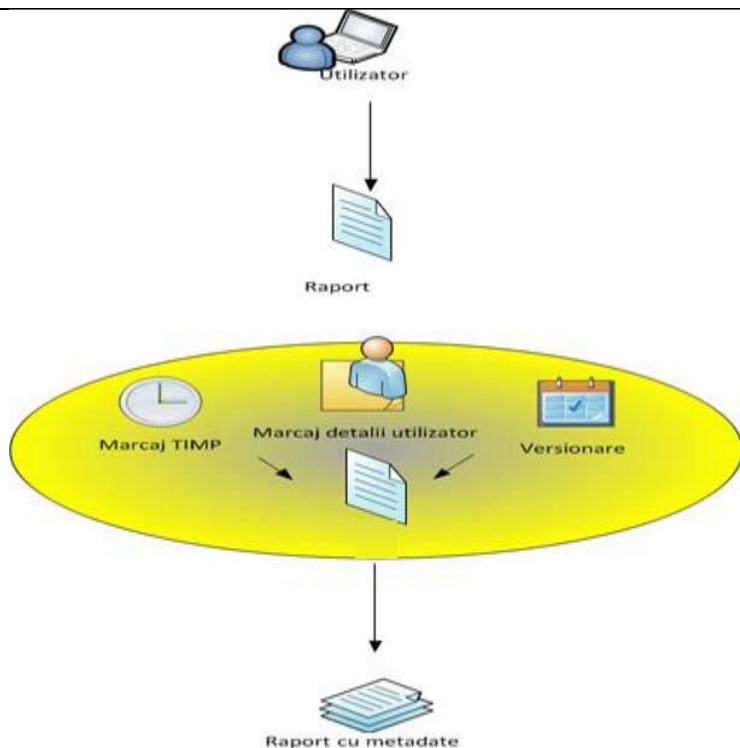 Utilizator
Raport
Marcaj TIMP
Marcaj detalii utilizator
Versionare
Raport cu metadate